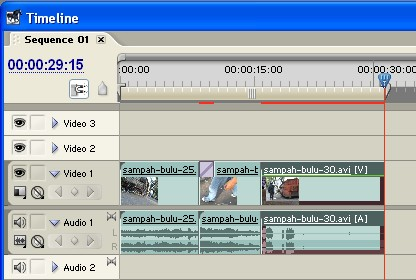 Timeline
Sequence 01
00:00:29:15
:00:00 00:00:15:00 00:00:30:00
Video 3
Video 2
Video 1 sampah-bulu-25. sampah-b sampah-bulu-30.avi [V]
Audio 1 sampah-bulu-25. sampah-bulu- sampah-bulu-30.avi [A]
L
R
Audio 2